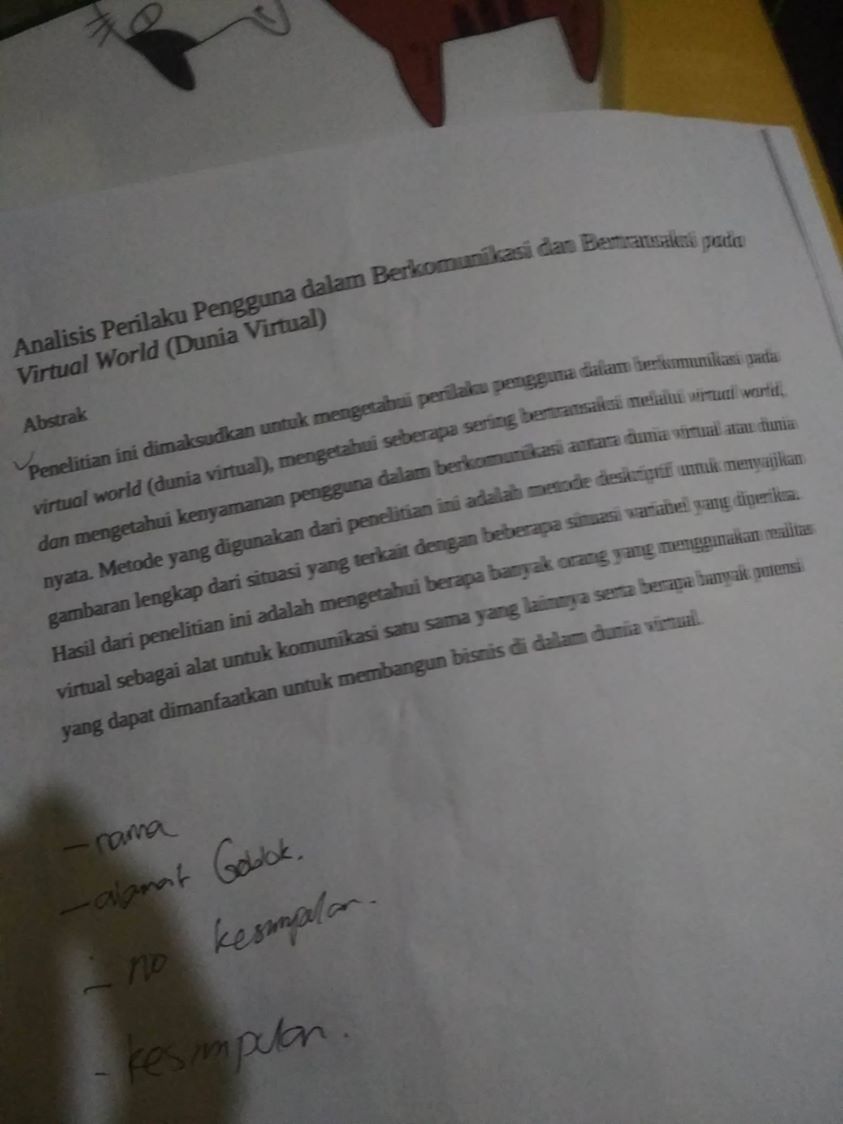 Analisis Perilaku Pengguna dalam Berkomunikasi dan Bertransaksi pada
Virtual World (Dunia Virtual)
Abstrak
Penelitian ini dimaksudkan untuk mengetahui perilaku pengguna dalam berkomunikasi pada
virtual world (dunia virtual), mengetahui seberapa sering bertransaksi melalui virtual world,
dan mengetahui kenyamanan pengguna dalam berkomunikasi antara dunia virtual atau dunia
nyata. Metode yang digunakan dari penelitian ini adalah metode deskriptif untuk menyajikan
gambaran lengkap dari situasi yang terkait dengan beberapa situasi variabel yang diperiksa.
Hasil dari penelitian ini adalah mengetahui berapa banyak orang yang menggunakan realitas
virtual sebagai alat untuk komunikasi satu sama yang lainnya serta berapa banyak potensi
yang dapat dimanfaatkan untuk membangun bisnis di dalam dunia virtual.
- nama
- alamat Goblok.
- no kesimpulan.
- kesimpulan.